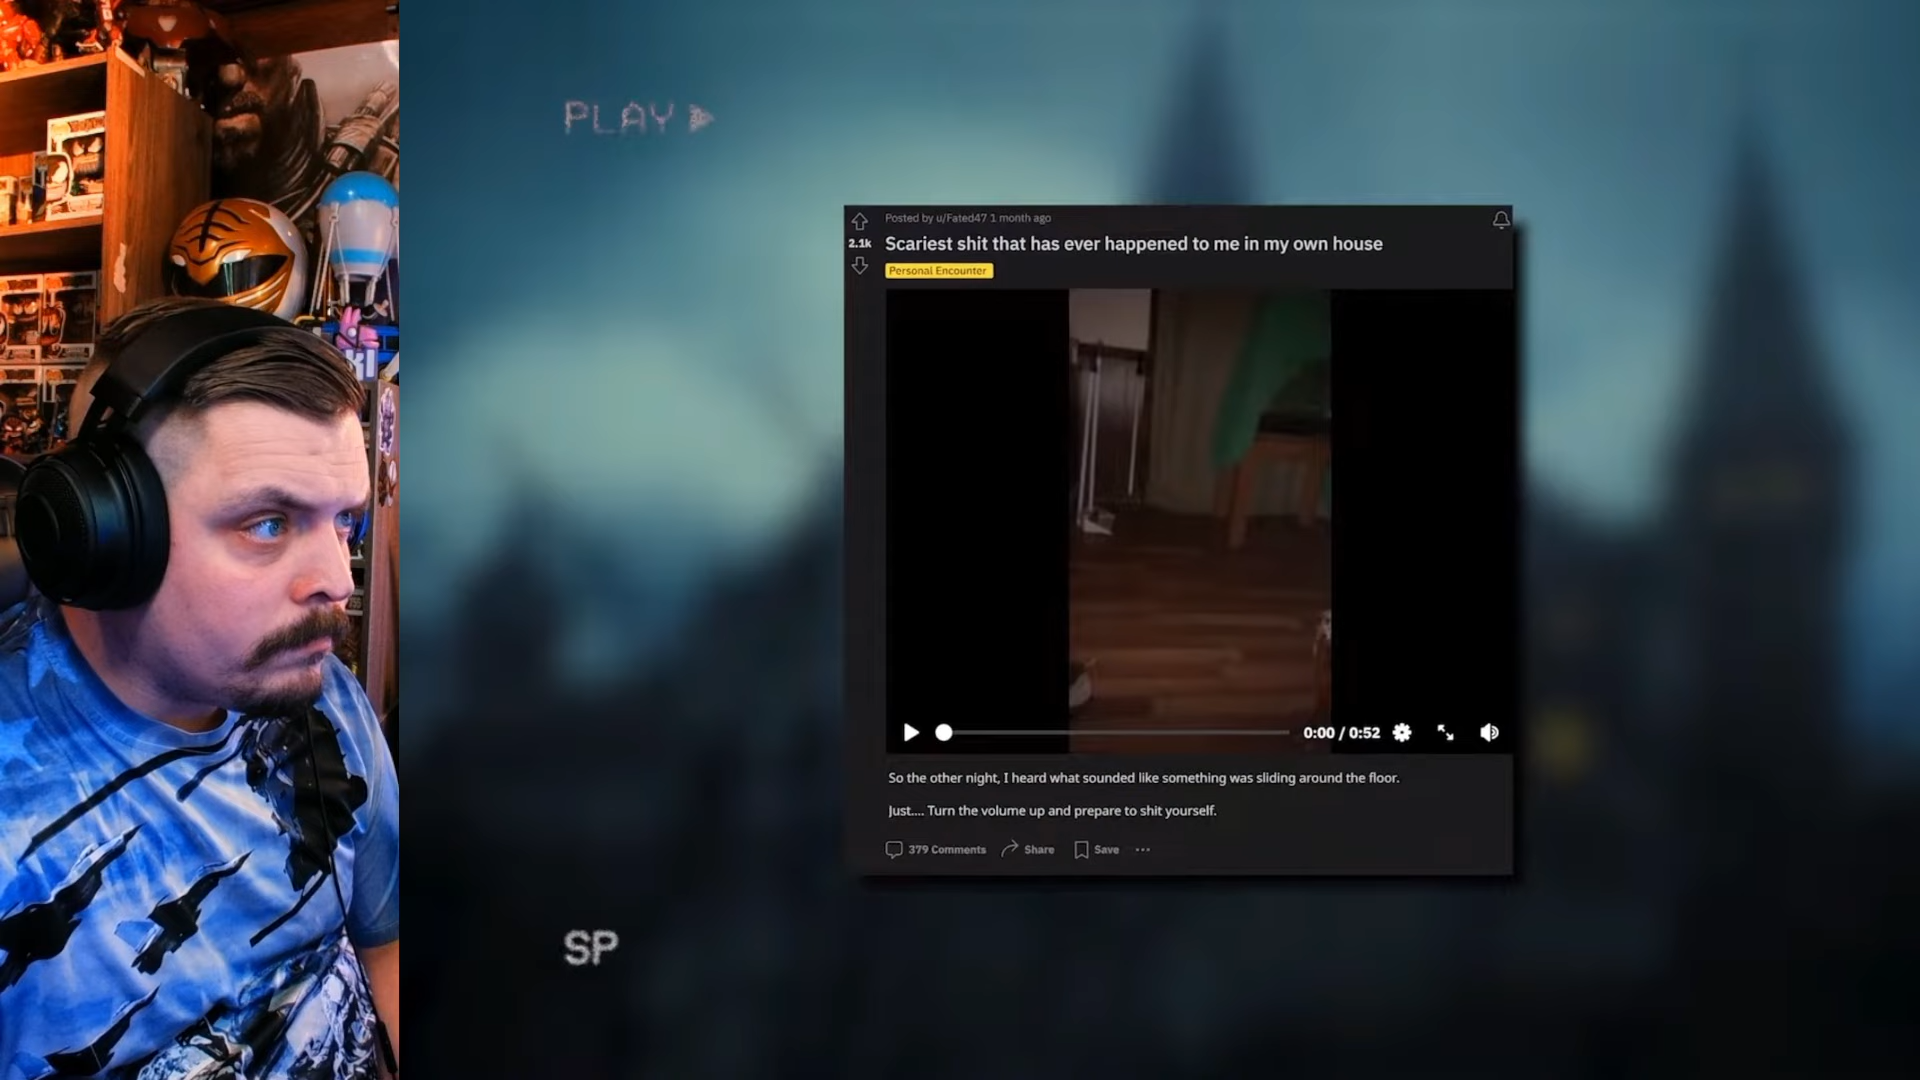 PLAY
Posted by u/Fated47 1 month ago
2.1k
Scariest shit that has ever happened to me in my own house
Personal Encounter
0:00 / 0:52
So the other night, I heard what sounded like something was sliding around the floor.
Just.... Turn the volume up and prepare to shit yourself.
379 Comments
Share
Save
SP